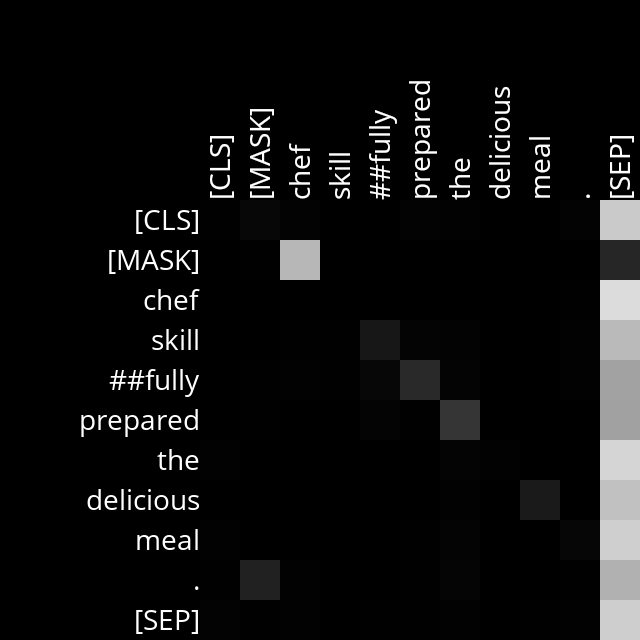 [CLS] [MASK] chef skill ##fully prepared the delicious meal . [SEP]
[CLS]
[MASK]
chef
skill
##fully
prepared
the
delicious
meal
.
[SEP]